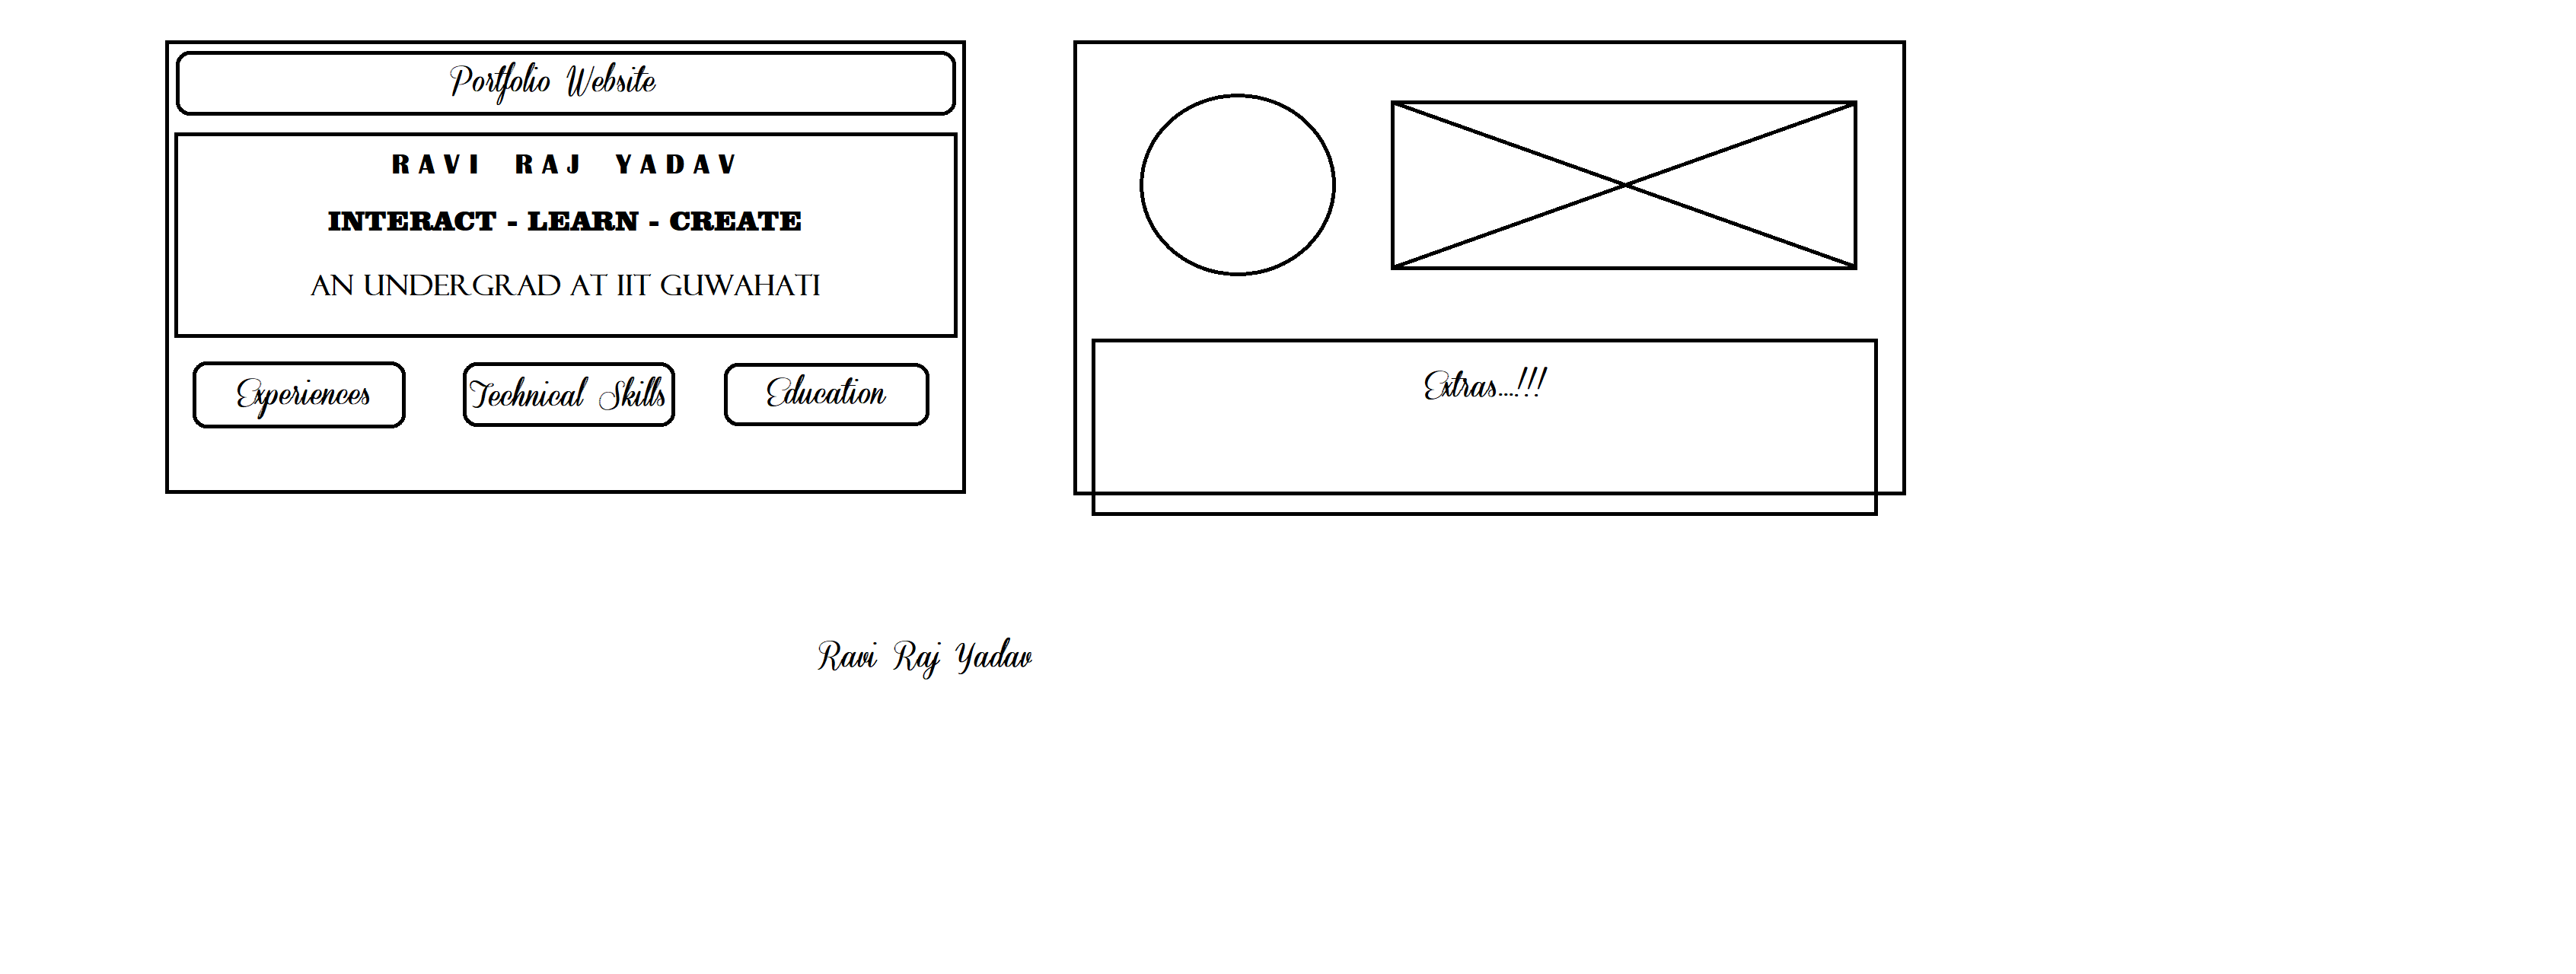 Portfolio Website
RAVI RAJ YADAV
INTERACT - LEARN - CREATE
AN UNDERGRAD AT IIT GUWAHATI
Experiences
Technical Skills
Education
Extras...!!!
Ravi Raj Yadav